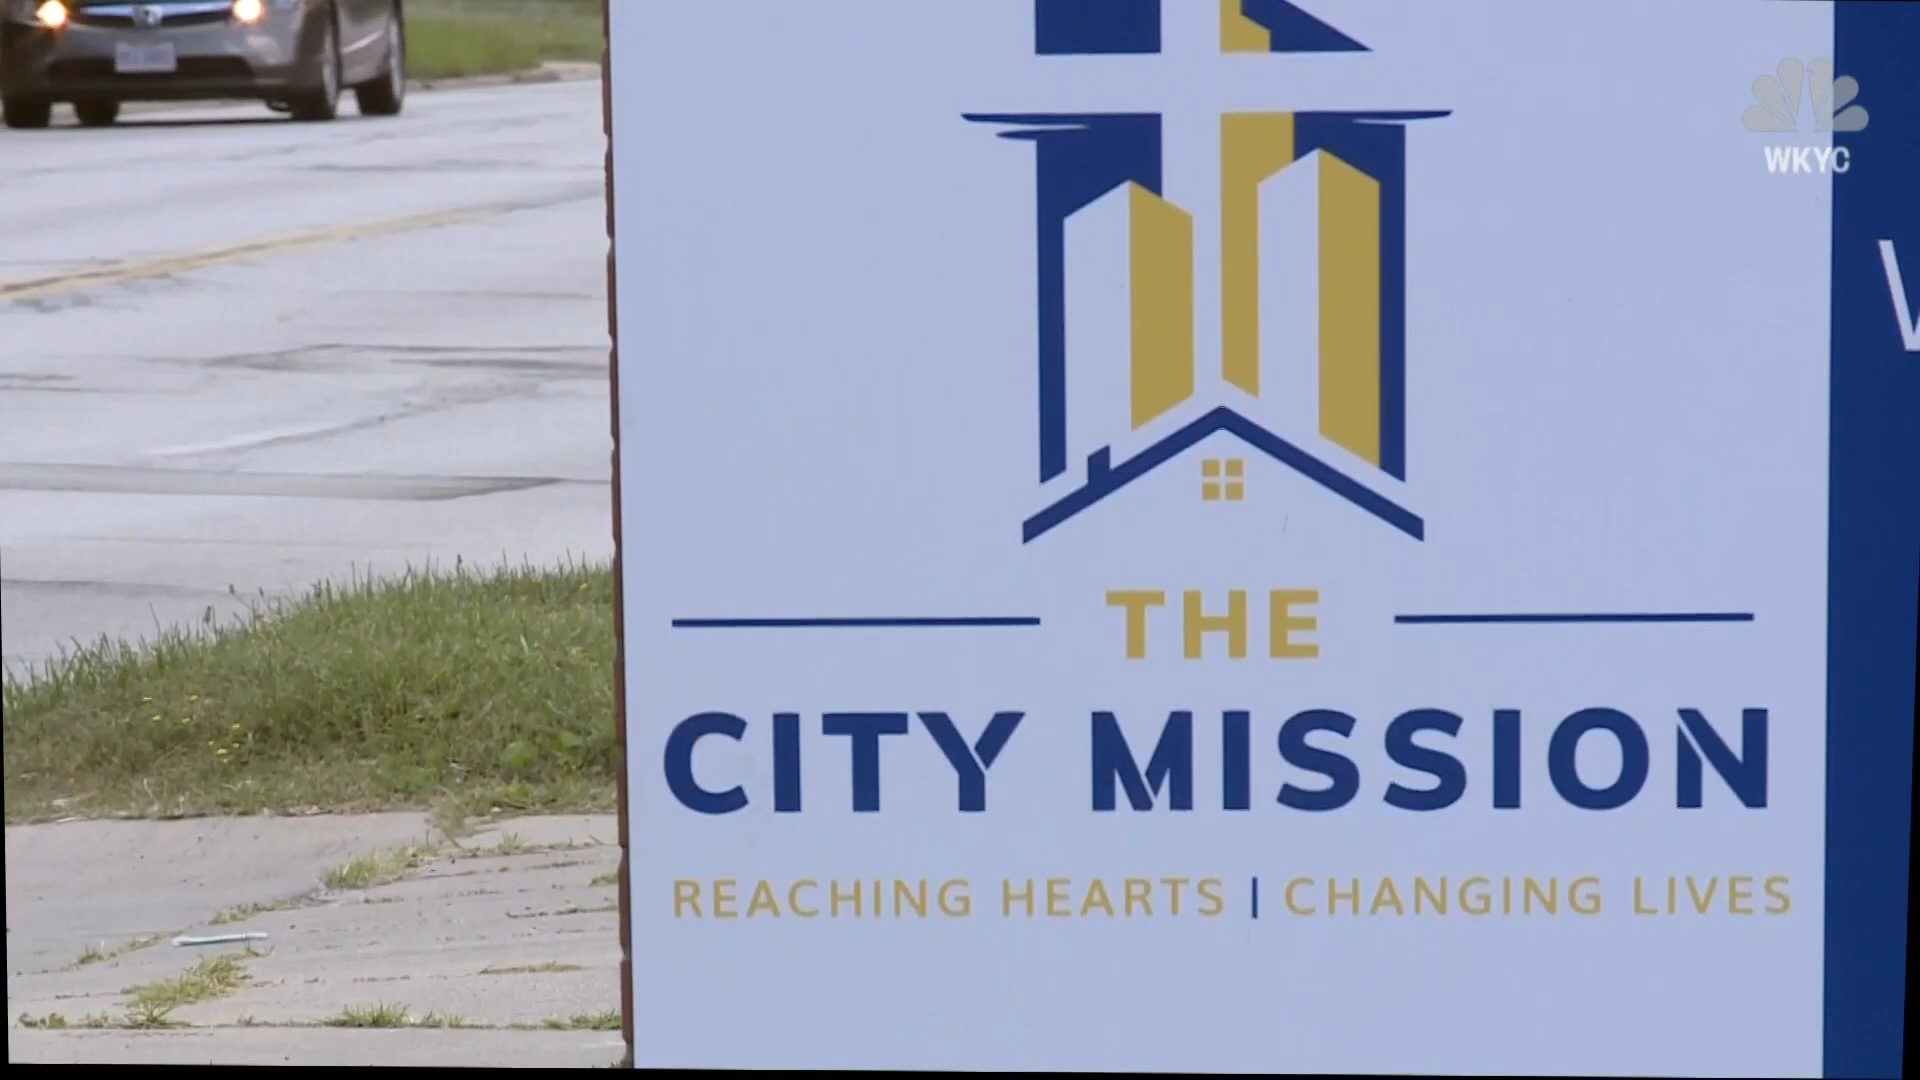 WKYC
THE
CITY MISSION
REACHING HEARTS | CHANGING LIVES